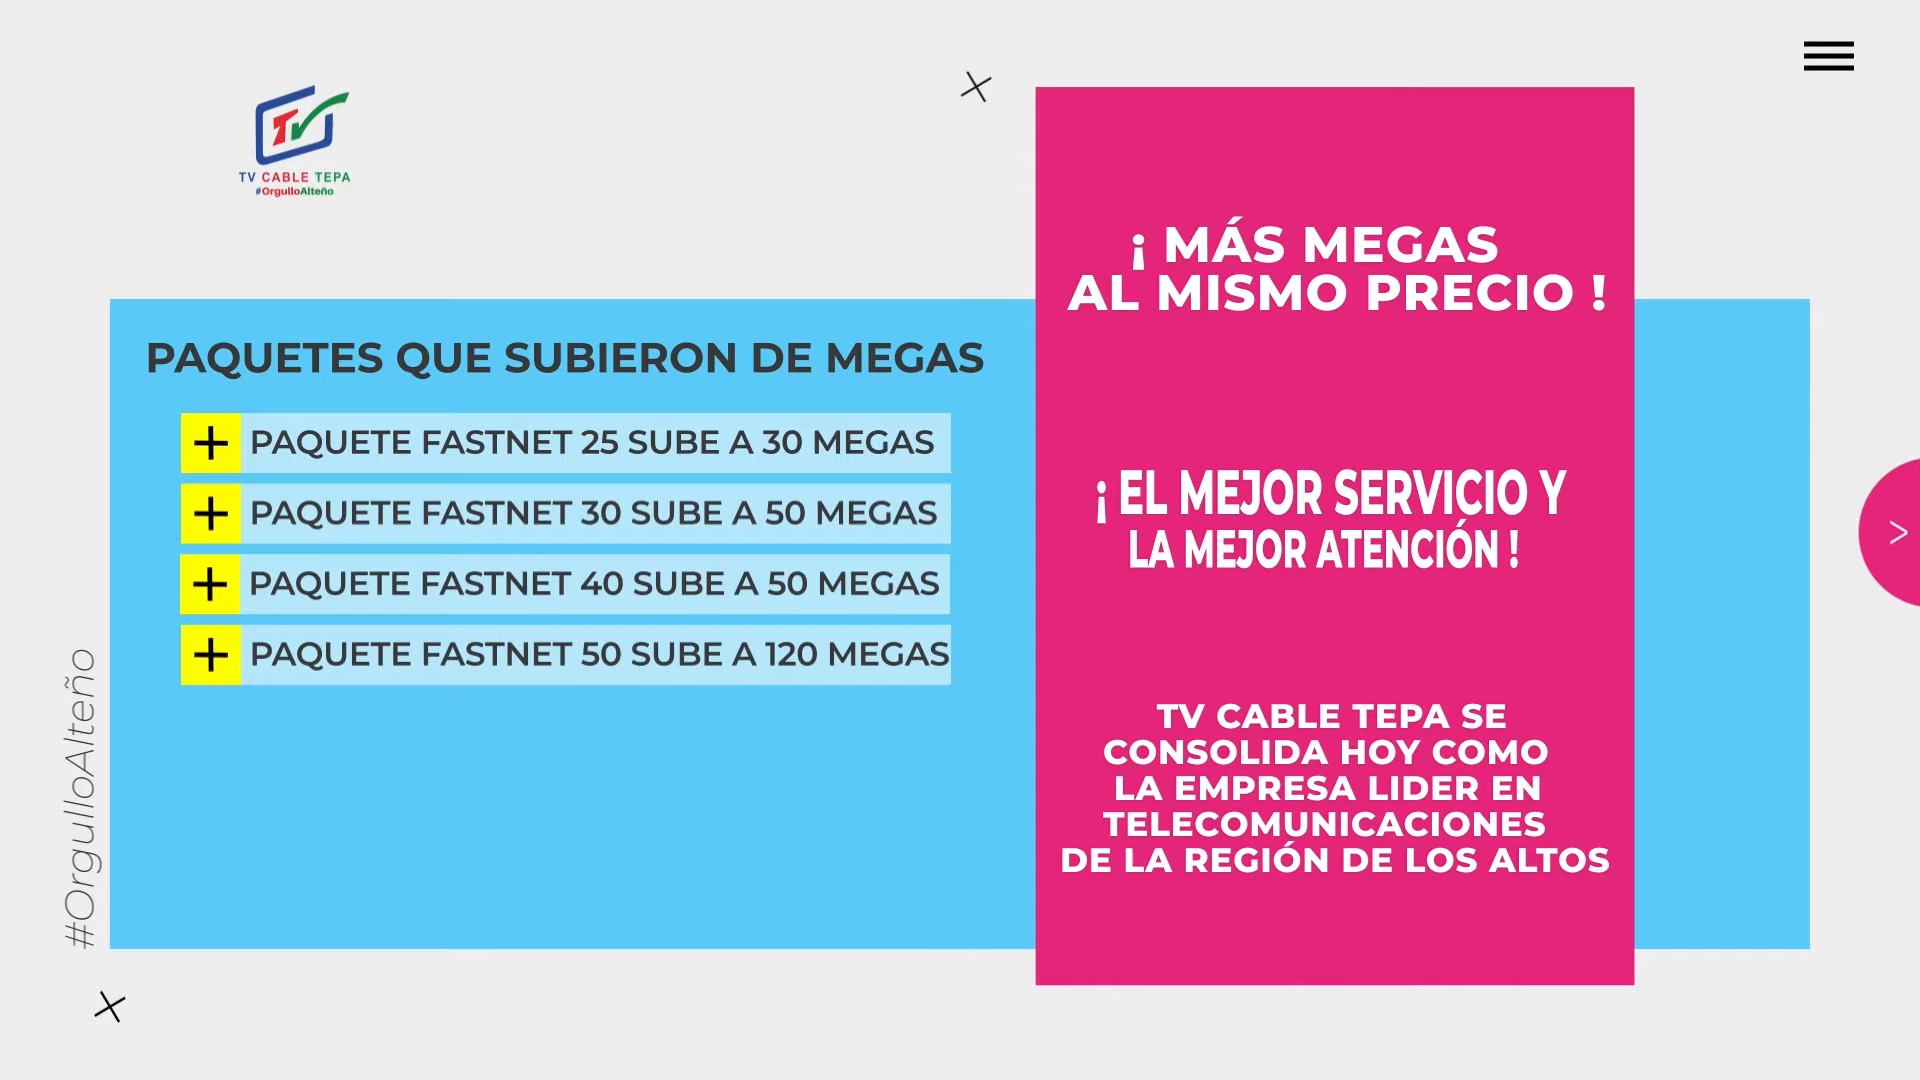 TV
TV CABLE TEPA
#OrgulloAlteño
PAQUETES QUE SUBIERON DE MEGAS
+ PAQUETE FASTNET 25 SUBE A 30 MEGAS
+ PAQUETE FASTNET 30 SUBE A 50 MEGAS
+ PAQUETE FASTNET 40 SUBE A 50 MEGAS
+ PAQUETE FASTNET 50 SUBE A 120 MEGAS
¡ MÁS MEGAS
AL MISMO PRECIO !
¡ EL MEJOR SERVICIO Y
LA MEJOR ATENCIÓN !
TV CABLE TEPA SE
CONSOLIDA HOY COMO
LA EMPRESA LIDER EN
TELECOMUNICACIONES
DE LA REGIÓN DE LOS ALTOS
#OrgulloAlteño
>